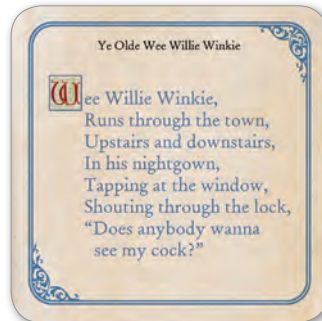 Ye Olde Wee Willie Winkie
Wee Willie Winkie,
Runs through the town,
Upstairs and downstairs,
In his nightgown,
Tapping at the window,
Shouting through the lock,
“Does anybody wanna
see my cock?”